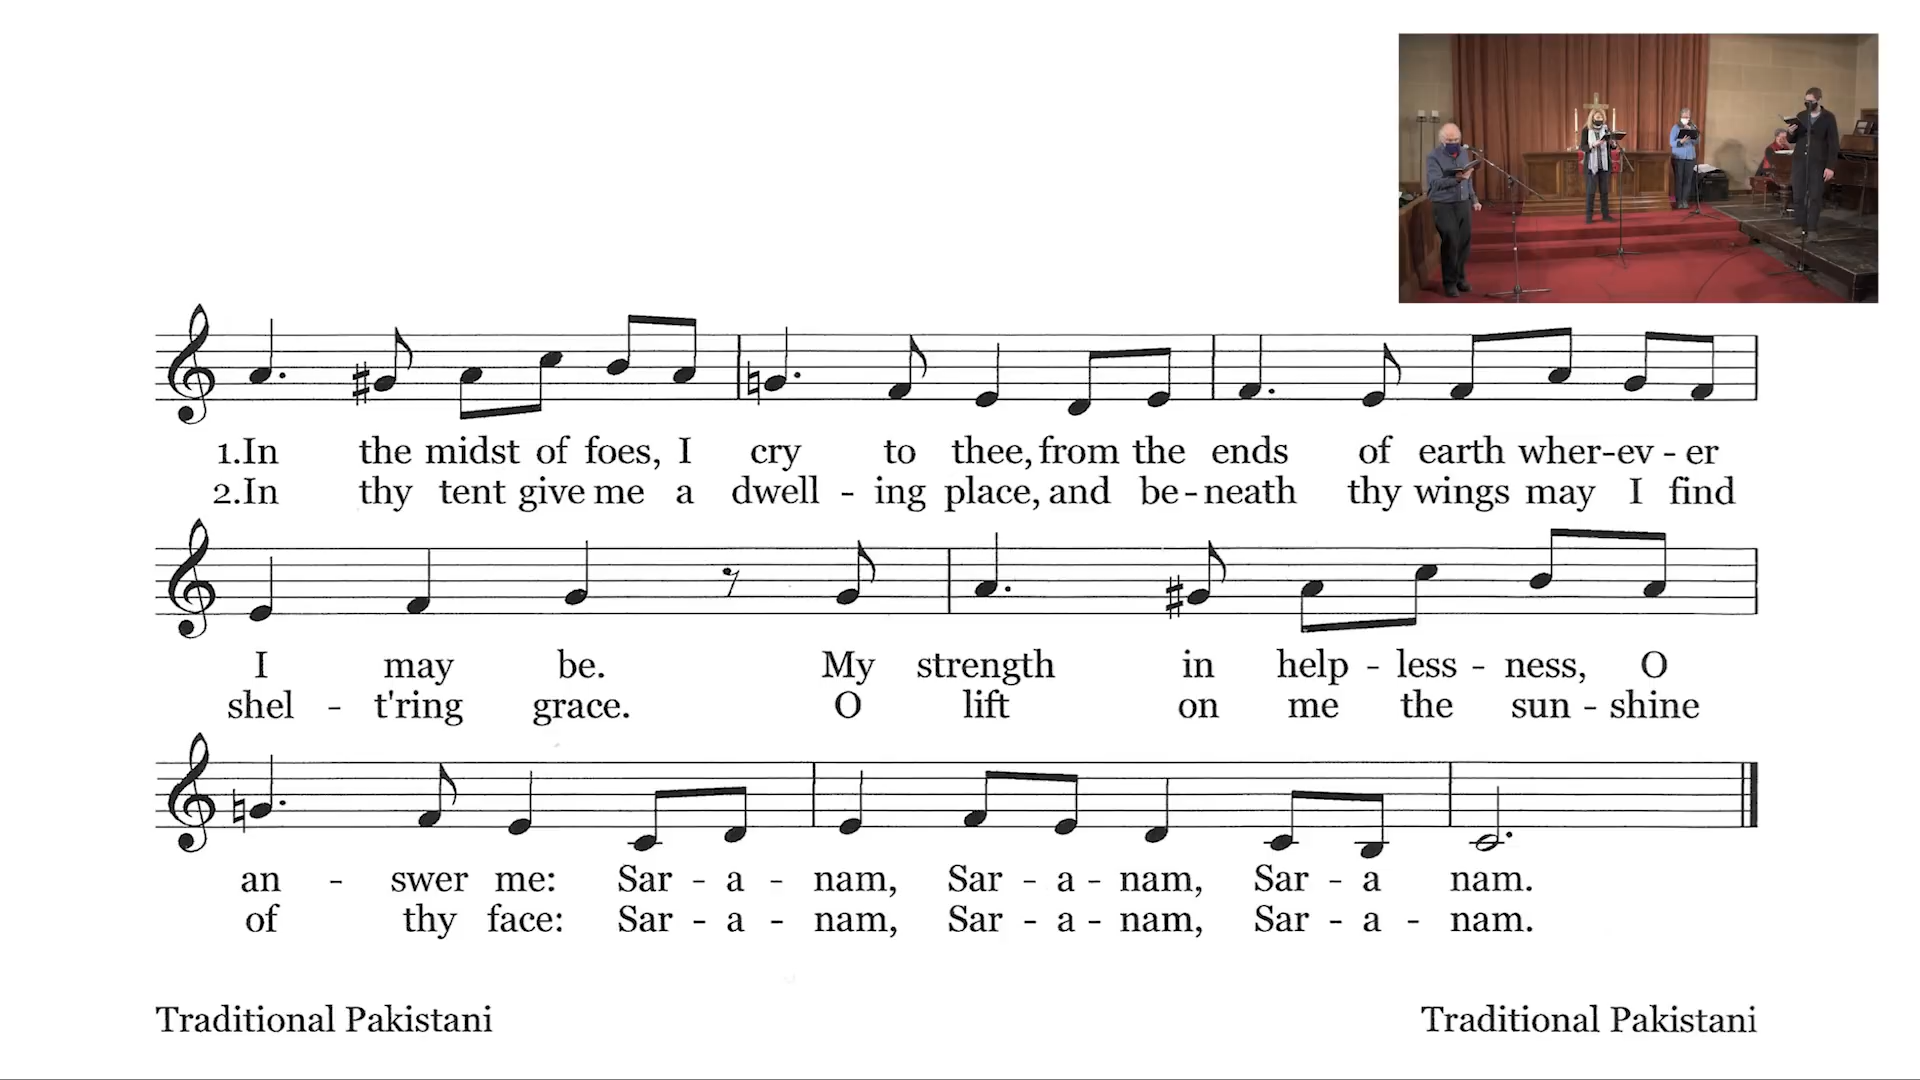 1.In the midst of foes, I cry to thee, from the ends of earth wher-ev - er
2.In thy tent give me a dwell - ing place, and be - neath thy wings may I find
I may be. My strength in help - less - ness, O
shel - t'ring grace. O lift on me the sun - shine
an - swer me: Sar - a - nam, Sar - a - nam, Sar - a nam.
of thy face: Sar - a - nam, Sar - a - nam, Sar - a - nam.
Traditional Pakistani
Traditional Pakistani